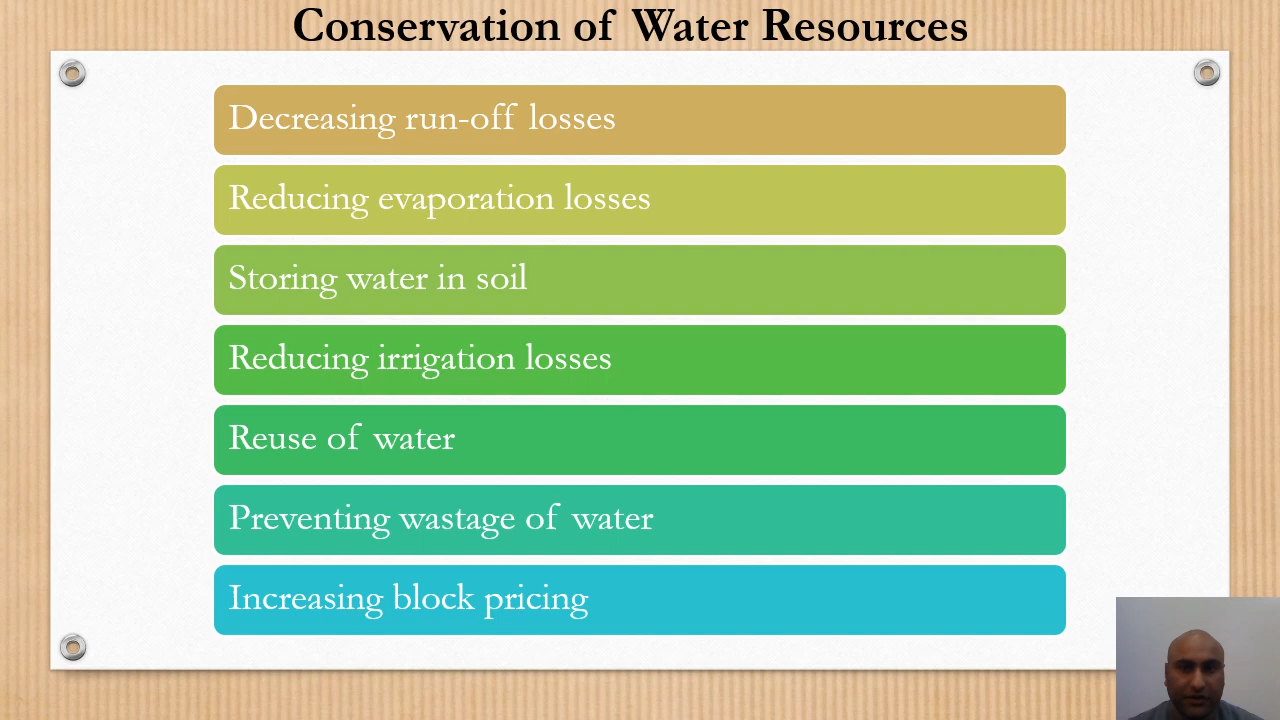 Conservation of Water Resources
Decreasing run-off losses
Reducing evaporation losses
Storing water in soil
Reducing irrigation losses
Reuse of water
Preventing wastage of water
Increasing block pricing